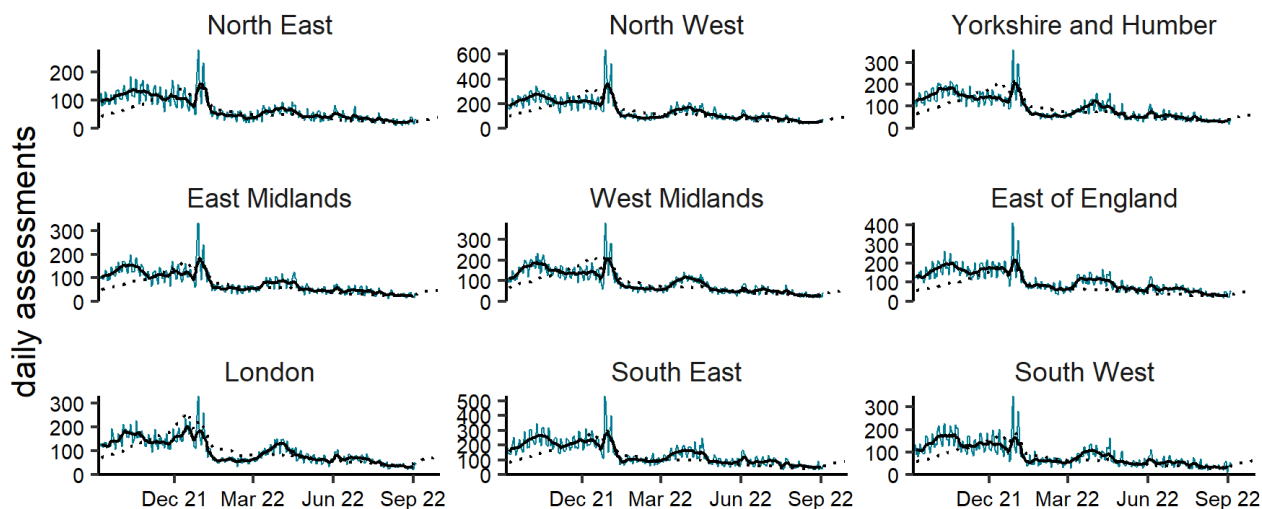 North East North West Yorkshire and Humber
200 100 0
600 400 200 0
300 200 100 0
East Midlands West Midlands East of England
300 200 100 0
300 200 100 0
400 300 200 100 0
daily assessments
London South East South West
300 200 100 0
500 400 300 200 100 0
300 200 100 0
Dec 21 Mar 22 Jun 22 Sep 22 Dec 21 Mar 22 Jun 22 Sep 22 Dec 21 Mar 22 Jun 22 Sep 22